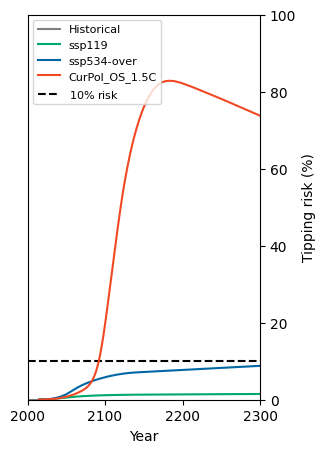 Historical
ssp119
ssp534-over
CurPol_OS_1.5C
10% risk
100
80
60
40
20
0
Tipping risk (%)
2000 2100 2200 2300
Year